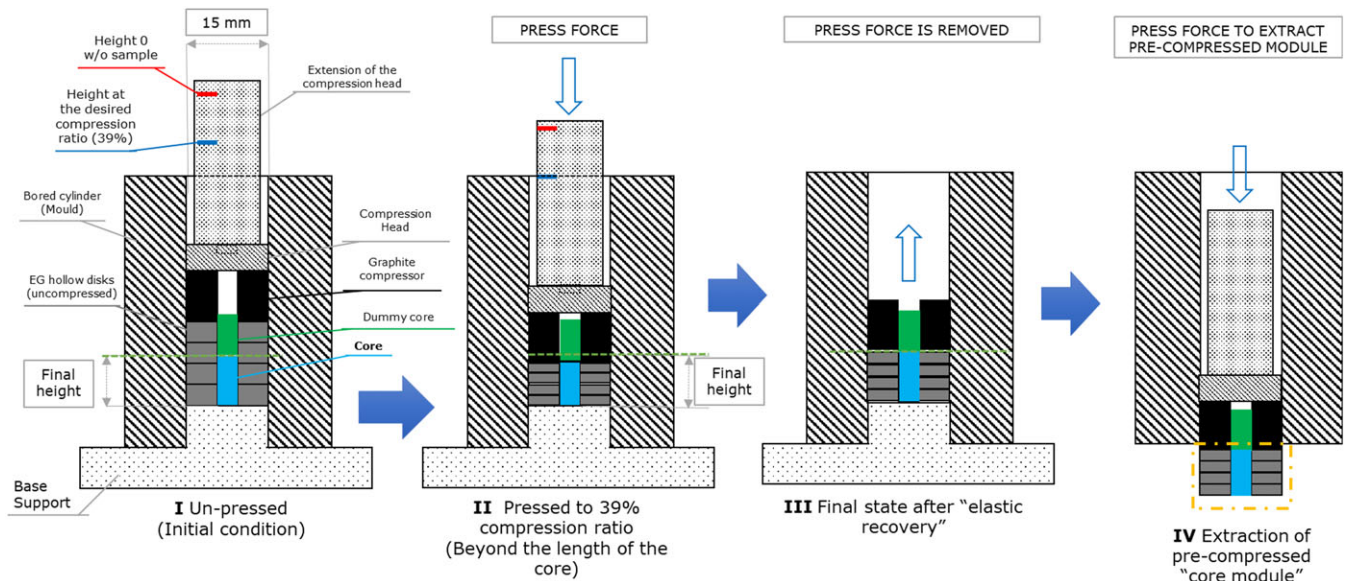 15 mm
Height 0
w/o sample
Extension of the
compression head
Height at
the desired
compression
ratio (39%)
Bored cylinder
(Mould)
Compression
Head
EG hollow disks
(uncompressed)
Graphite
compressor
Dummy core
Core
Final
height
Base
Support
I Un-pressed
(Initial condition)
PRESS FORCE
Final
height
II Pressed to 39%
compression ratio
(Beyond the length of the
core)
PRESS FORCE IS REMOVED
III Final state after “elastic
recovery”
PRESS FORCE TO EXTRACT
PRE-COMPRESSED MODULE
IV Extraction of
pre-compressed
“core module”